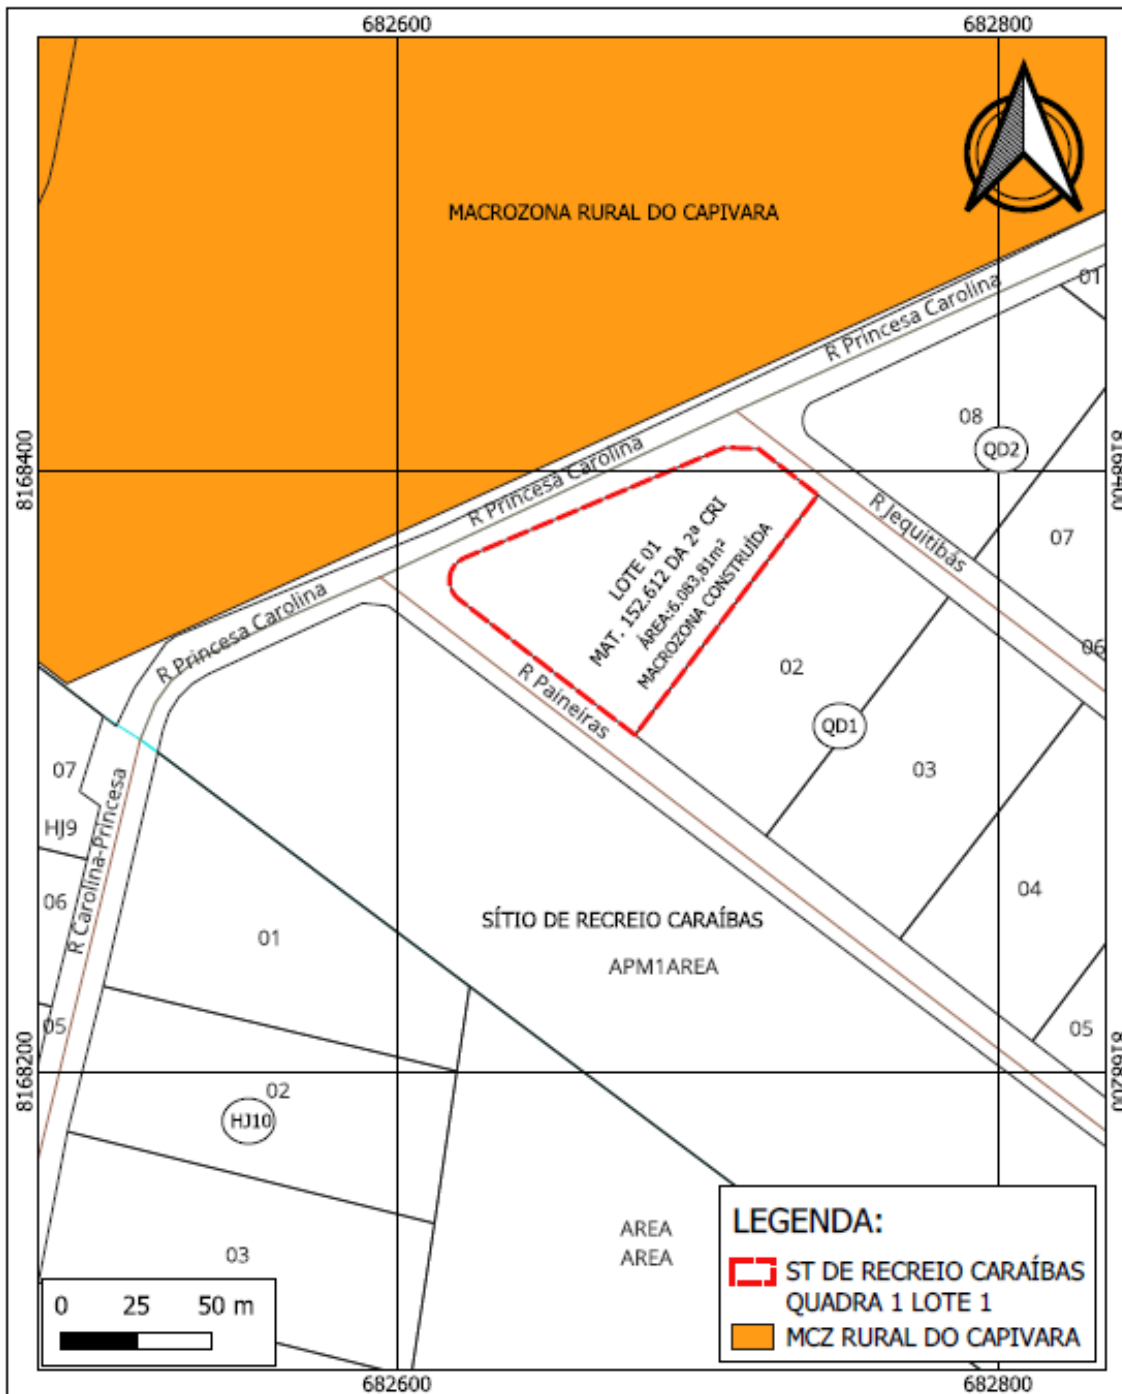 682600
682800
MACROZONA RURAL DO CAPIVARA
R Princesa Carolina
01
08
QD2
8168400
8168400
R Princesa Carolina
R Jequitibás
07
LOTE 01
MAT. 152.612 DA 2ª CRI
ÁREA:6.083,81m²
MACROZONA CONSTRUÍDA
R Princesa Carolina
06
02
R Paineiras
QD1
07
03
HJ9
R Carolina-Princesa
04
06
SÍTIO DE RECREIO CARAÍBAS
01
APM1AREA
05
05
8168200
8168200
02
HJ10
AREA
AREA
03
LEGENDA:
ST DE RECREIO CARAÍBAS
QUADRA 1 LOTE 1
MCZ RURAL DO CAPIVARA
0 25 50 m
682600
682800